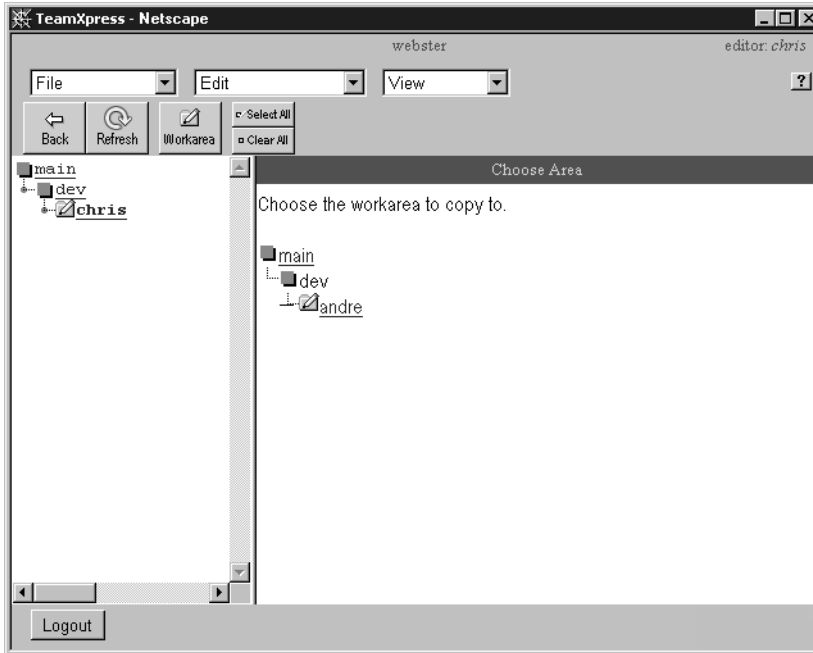 TeamXpress - Netscape
webster
editor: chris
File
Edit
View
?
Back
Refresh
Workarea
Select All
Clear All
main
dev
chris
Choose Area
Choose the workarea to copy to.
main
dev
andre
Logout